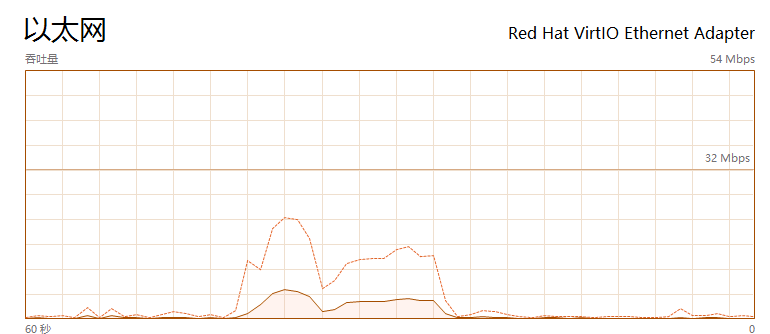 以太网
Red Hat VirtIO Ethernet Adapter
吞吐量
54 Mbps
32 Mbps
60 秒
0